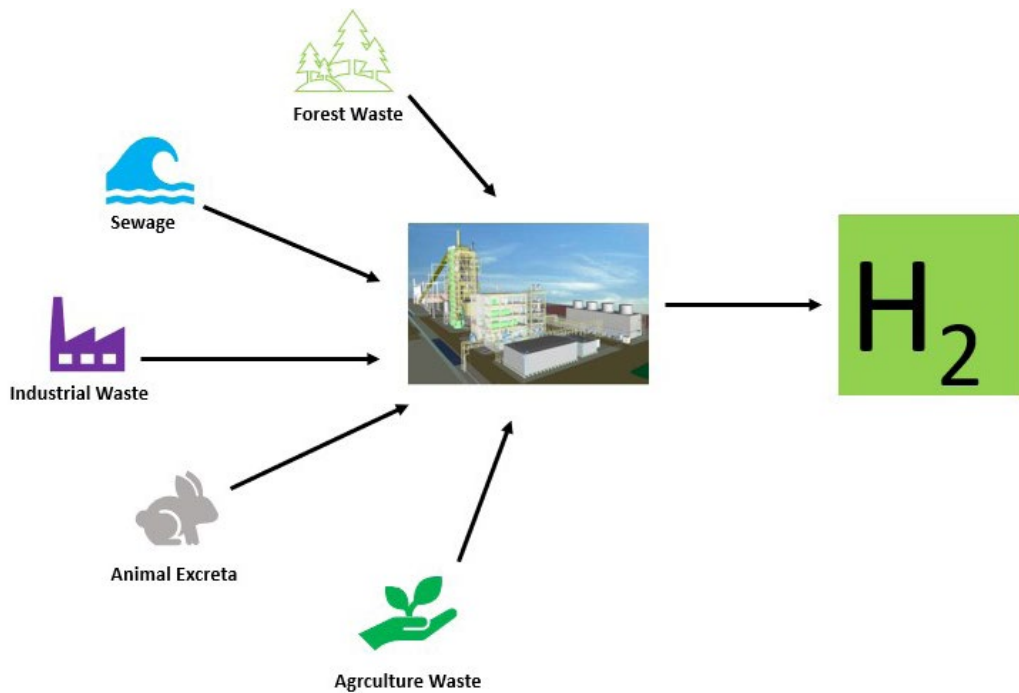 Forest Waste
Sewage
Industrial Waste
Animal Excreta
Agrculture Waste
H₂